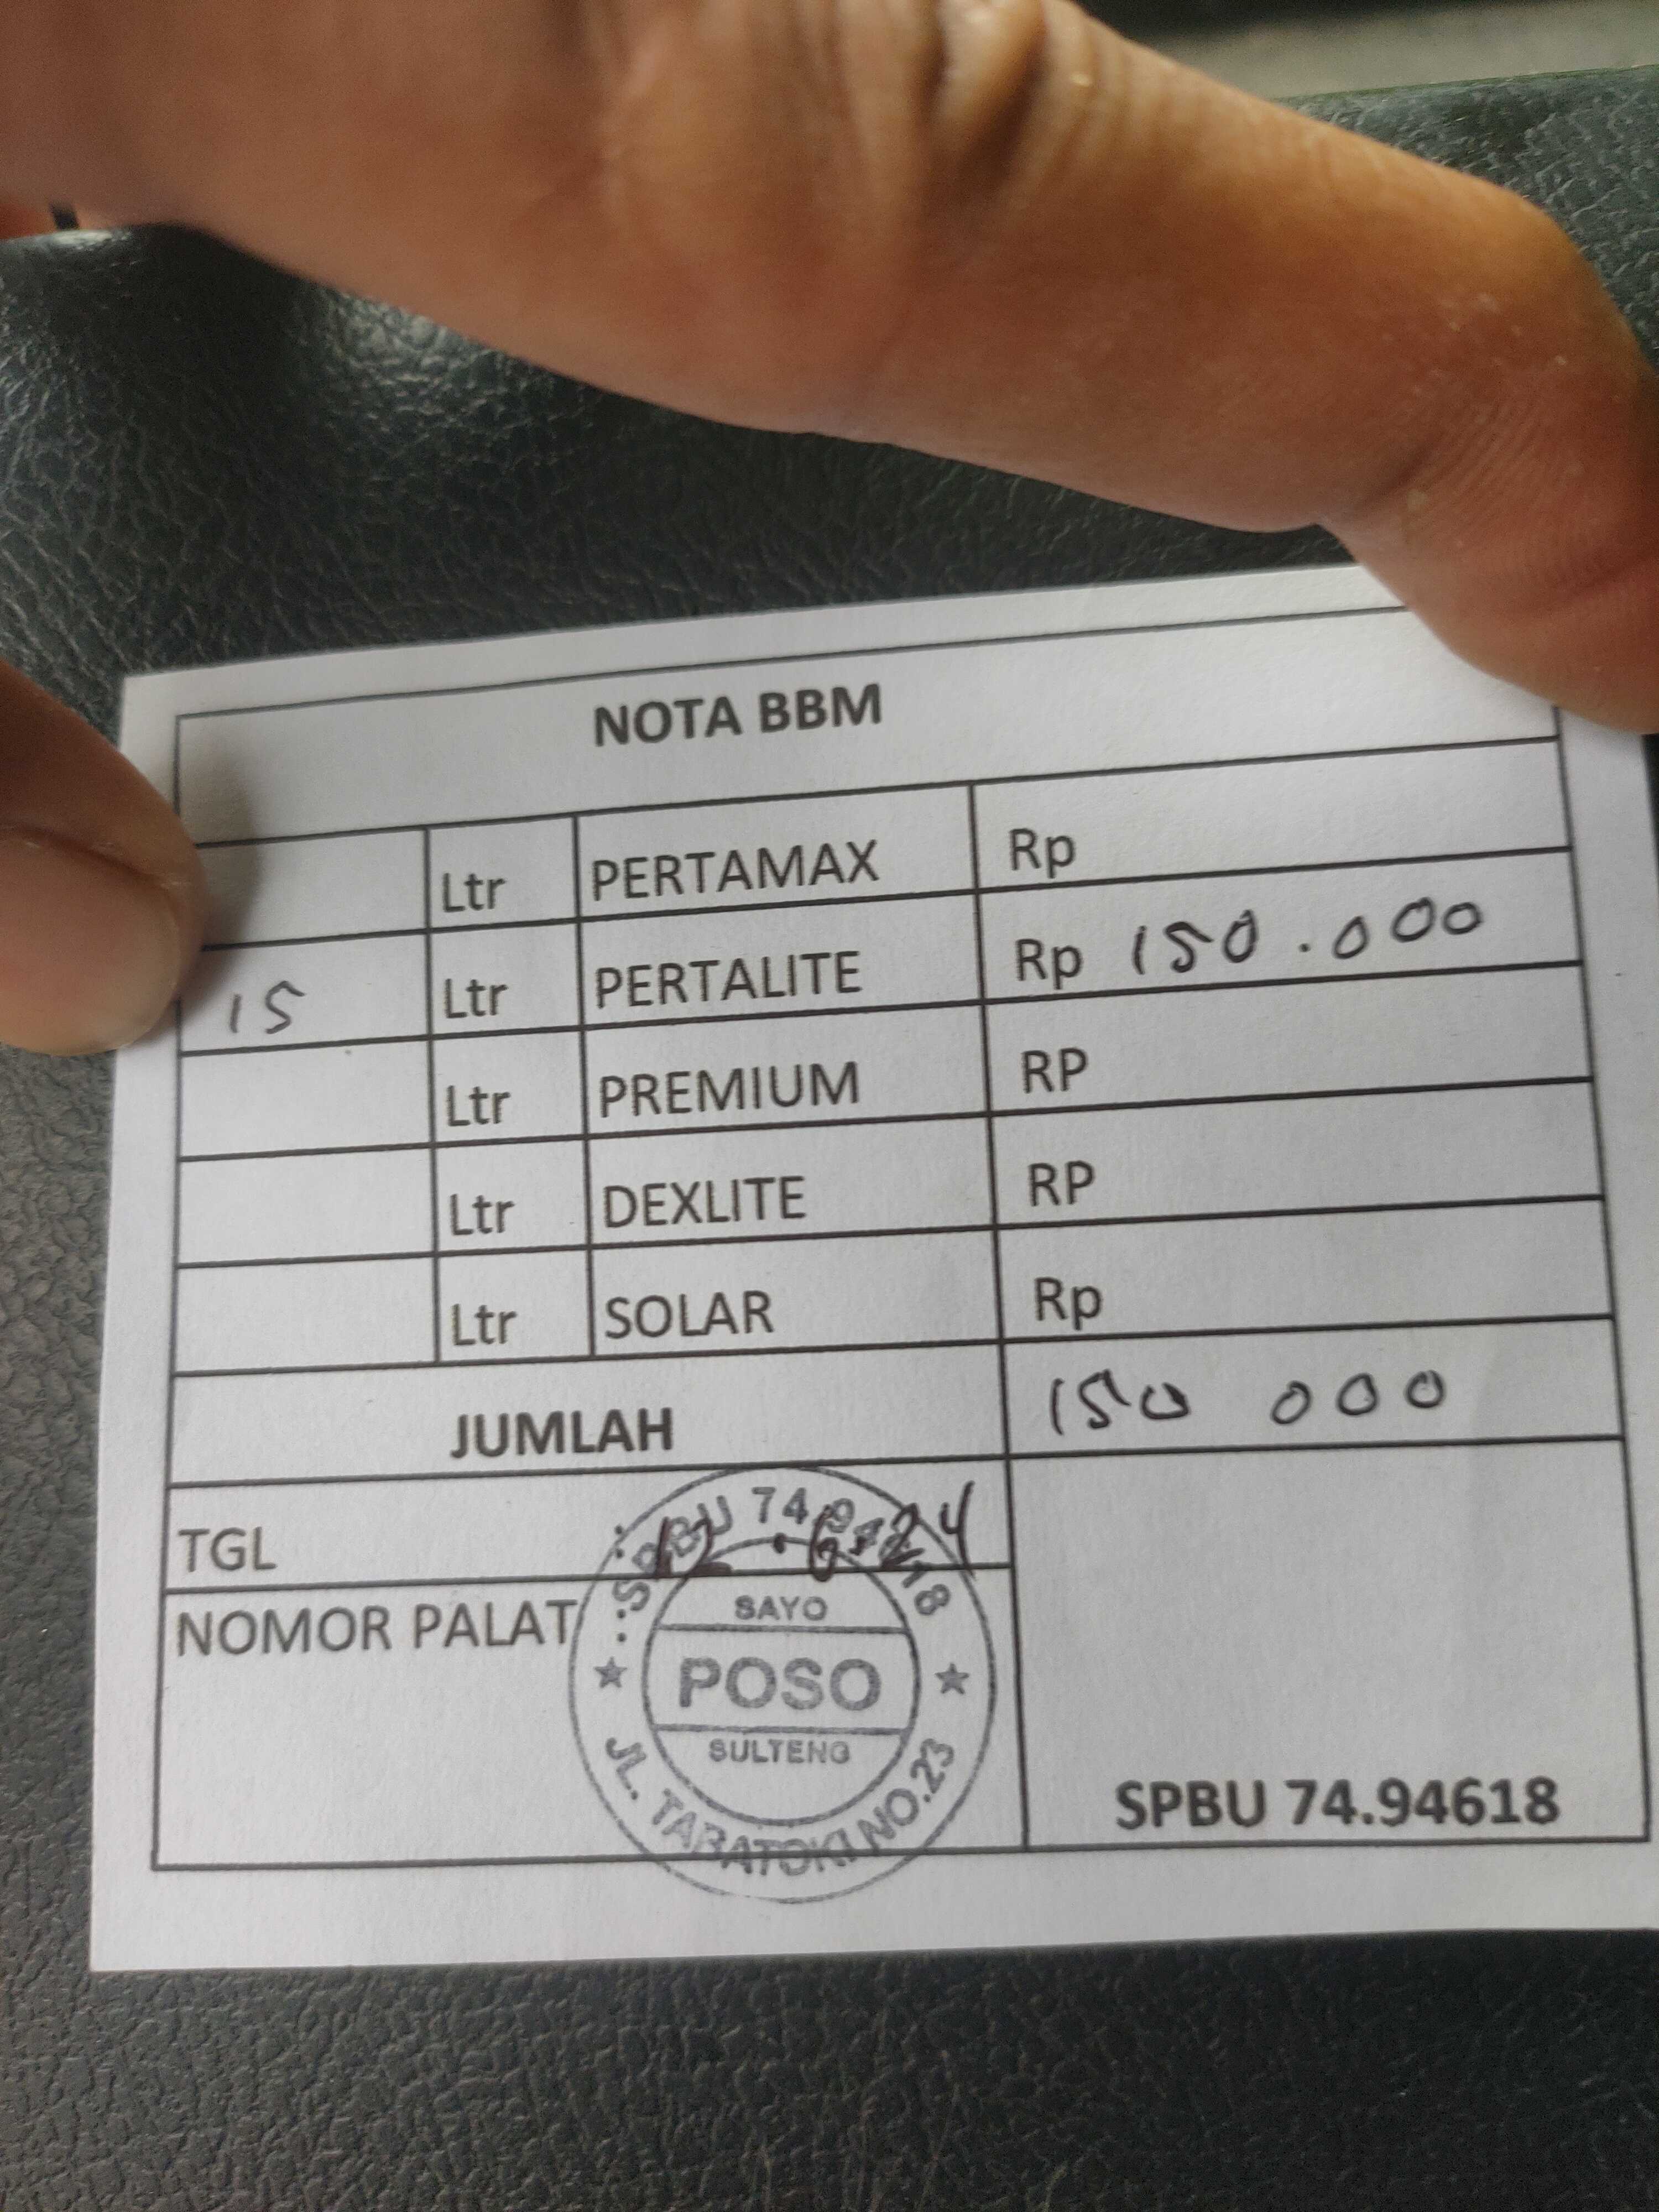 NOTA BBM
Ltr PERTAMAX Rp
15 Ltr PERTALITE Rp 150.000
Ltr PREMIUM RP
Ltr DEXLITE RP
Ltr SOLAR Rp
JUMLAH 150 000
TGL 12.6.24
NOMOR PALAT
SPBU 74.94618
SAYO
POSO
SULTENG
JL. TABATOKI NO.23
SPBU 74.94618